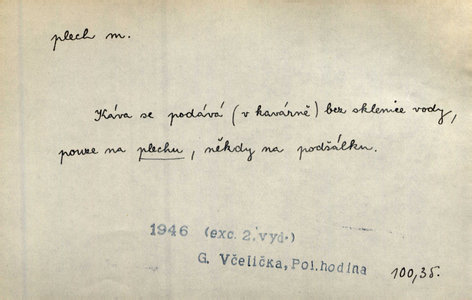 plech m.
Káva se podává (v kavárně) bez sklenice vody,
pouze na plechu, někdy na podšálku.
1946 (exc. 2. vyd.)
G. Včelička, Pol.hodina
100,35.